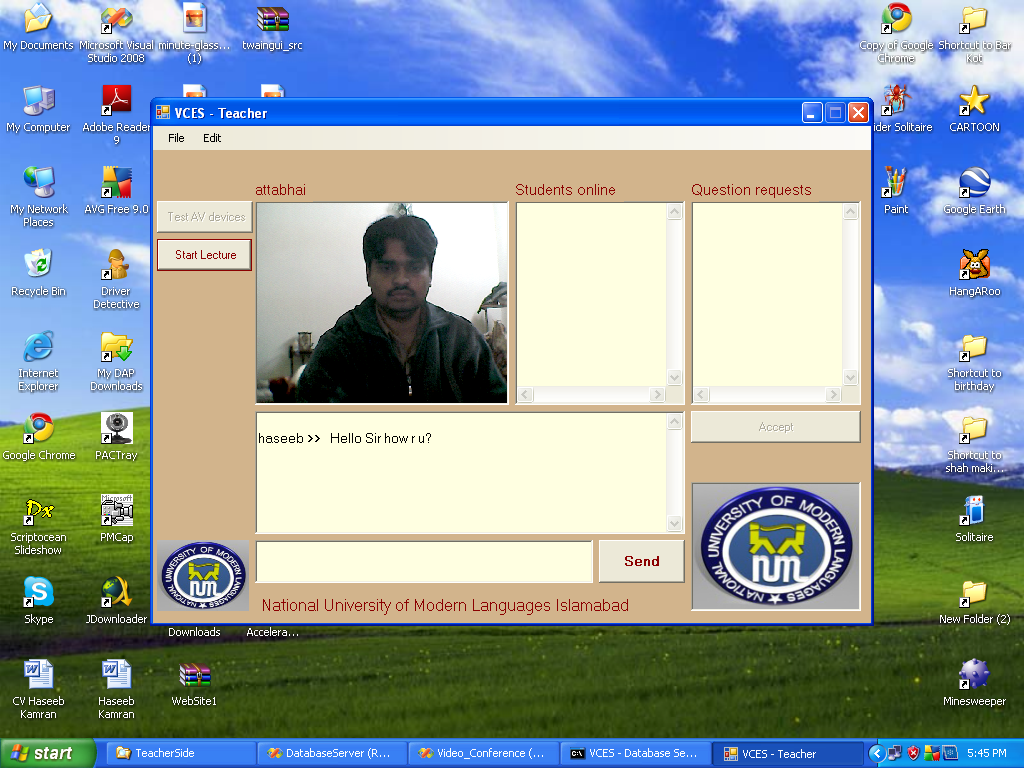 My Documents
Microsoft Visual
Studio 2008
minute-glass...
(1)
twaingui_src
Copy of Google
Chrome
Shortcut to Bar
Kot
My Computer
Adobe Reader
9
ider Solitaire
CARTOON
My Network
Places
AVG Free 9.0
Paint
Google Earth
Recycle Bin
Driver
Detective
HangARoo
Internet
Explorer
My DAP
Downloads
Shortcut to
birthday
Google Chrome
PACTray
Shortcut to
shah maki...
Scriptocean
Slideshow
Microsoft
PMCap
Solitaire
Skype
JDownloader
Downloads
Accelera...
New Folder (2)
CV Haseeb
Kamran
Haseeb
Kamran
WebSite1
Minesweeper
VCES - Teacher
File
Edit
attabhai
Students online
Question requests
Test AV devices
Start Lecture
haseeb >> Hello Sir how r u?
Accept
Send
NATIONAL UNIVERSITY OF MODERN LANGUAGES
NATIONAL UNIVERSITY OF MODERN LANGUAGES
National University of Modern Languages Islamabad
start
TeacherSide
DatabaseServer (R...
Video_Conference (...
VCES - Database Se...
VCES - Teacher
5:45 PM